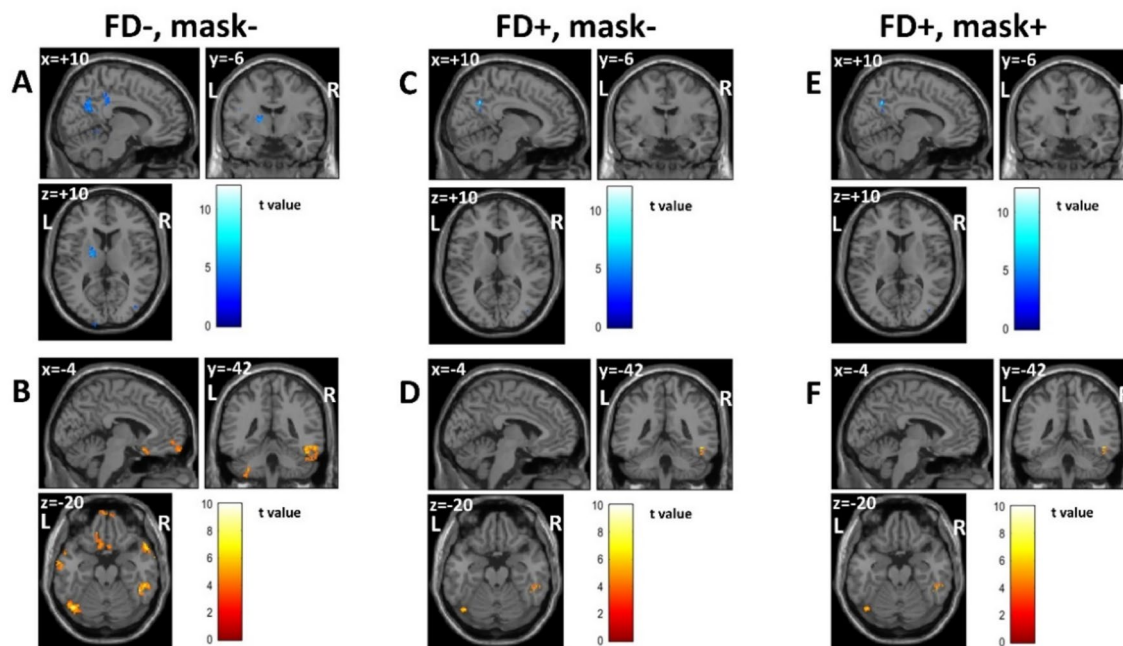 FD-, mask-
FD+, mask-
FD+, mask+
A
x=+10
y=-6
L
R
z=+10
L
R
10
5
0
t value
C
x=+10
y=-6
L
R
z=+10
L
R
10
5
0
t value
E
x=+10
y=-6
L
R
z=+10
L
R
10
5
0
t value
B
x=-4
y=-42
L
R
z=-20
L
R
10
8
6
4
2
0
t value
D
x=-4
y=-42
L
R
z=-20
L
R
10
8
6
4
2
0
t value
F
x=-4
y=-42
L
R
z=-20
L
R
10
8
6
4
2
0
t value